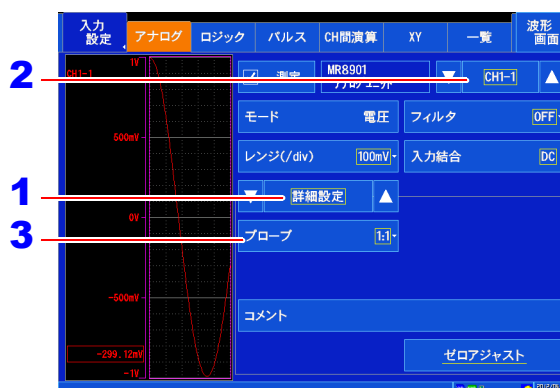 入力
設定
アナログ
ロジック
パルス
CH間演算
XY
一覧
波形
画面
2
CH1-1
1V
測定
MR8901
アナログユニット
CH1-1
モード
電圧
フィルタ
OFF
500mV
レンジ(/div)
100mV
入力結合
DC
1
詳細設定
0V
3
プローブ
1:1
-500mV
コメント
-299.12mV
ゼロアジャスト
-1V